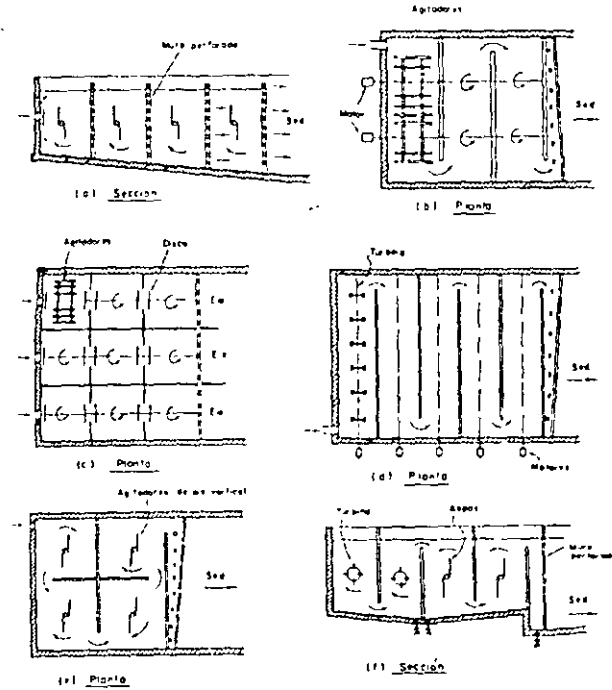 Muro perforado
Sed
(a) Sección
Agitadores
Motor
Sed
(b) Planta
Agitadores
Disco
(c) Planta
Turbina
Sed
Motores
(d) Planta
Agitadores de eje vertical
Sed
(e) Planta
Turbina
Aspas
Muro
perforado
Sed
(f) Sección